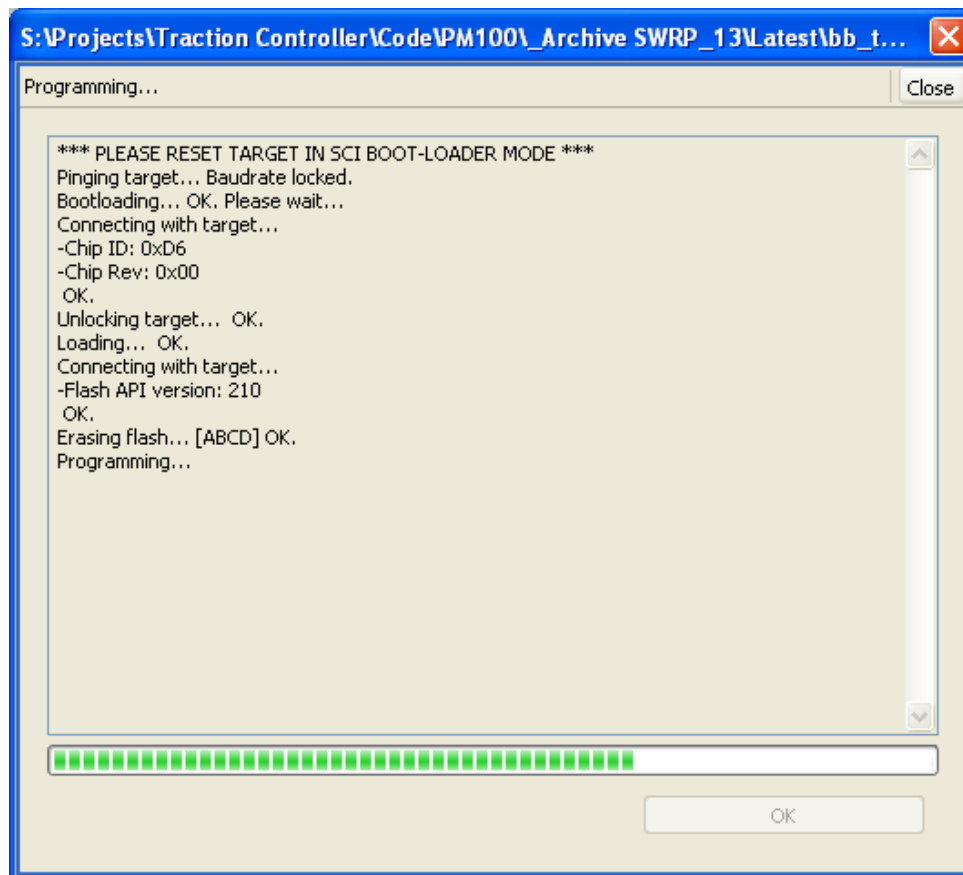 S:\Projects\Traction Controller\Code\PM100\_Archive SWRP_13\Latest\bb_t...
Programming...
Close
*** PLEASE RESET TARGET IN SCI BOOT-LOADER MODE ***
Pinging target... Baudrate locked.
Bootloading... OK. Please wait...
Connecting with target...
-Chip ID: 0xD6
-Chip Rev: 0x00
OK.
Unlocking target... OK.
Loading... OK.
Connecting with target...
-Flash API version: 210
OK.
Erasing flash... [ABCD] OK.
Programming...
OK